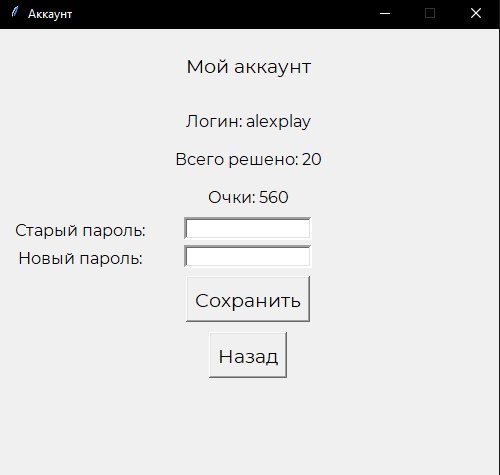 Аккаунт
Мой аккаунт
Логин: alexplay
Всего решено: 20
Очки: 560
Старый пароль:
Новый пароль:
Сохранить
Назад